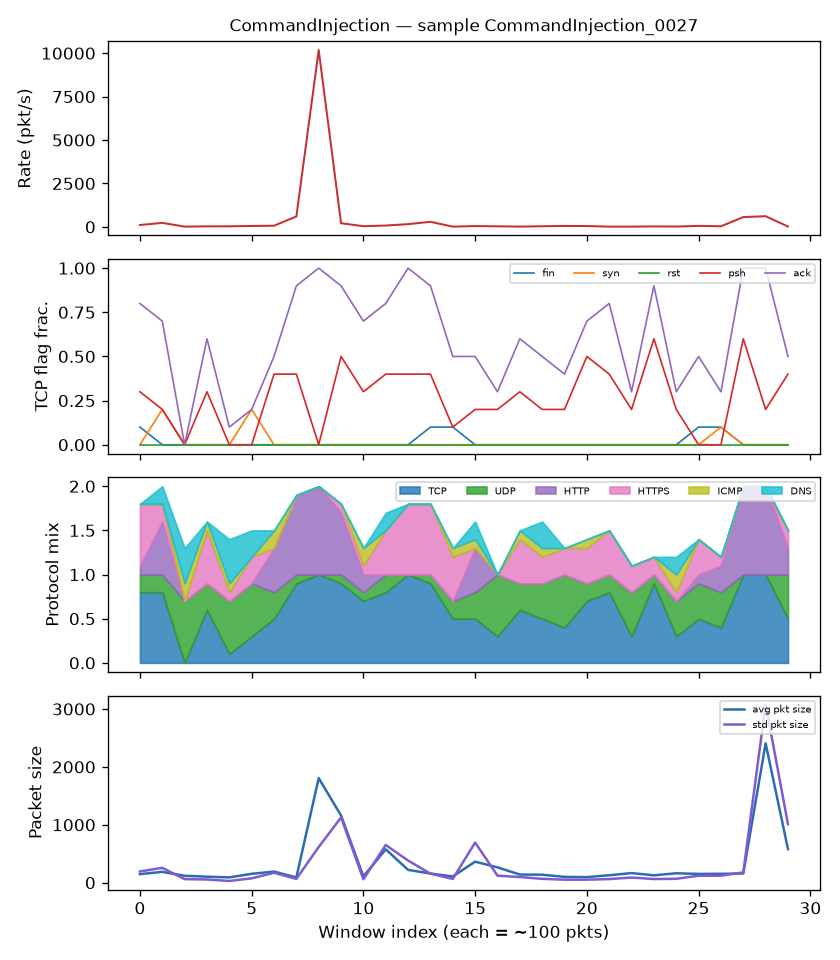 CommandInjection — sample CommandInjection_0027
10000
7500
5000
2500
0
Rate (pkt/s)
1.00
0.75
0.50
0.25
0.00
TCP flag frac.
fin syn rst psh ack
2.0
1.5
1.0
0.5
0.0
Protocol mix
TCP UDP HTTP HTTPS ICMP DNS
3000
2000
1000
0
Packet size
avg pkt size
std pkt size
0 5 10 15 20 25 30
Window index (each = ~100 pkts)